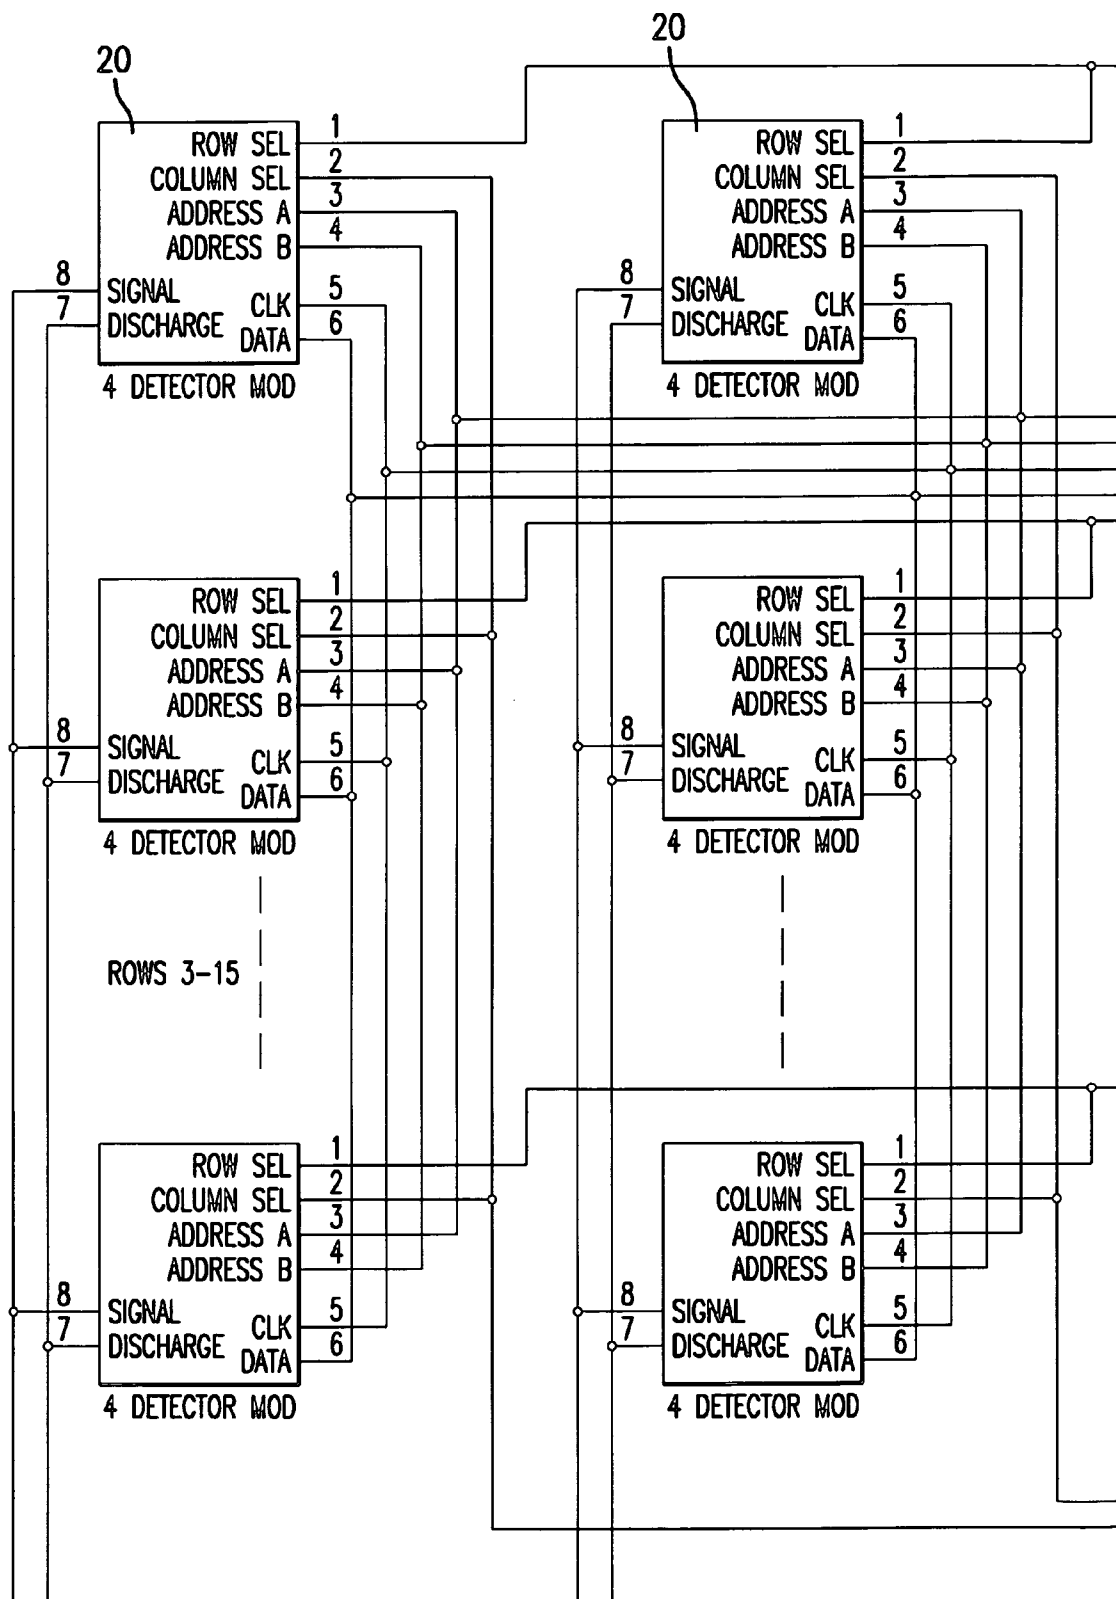 20
20
1
ROW SEL
2
COLUMN SEL
3
ADDRESS A
4
ADDRESS B
8
SIGNAL
7
DISCHARGE
5
CLK
6
DATA
4 DETECTOR MOD
1
ROW SEL
2
COLUMN SEL
3
ADDRESS A
4
ADDRESS B
8
SIGNAL
7
DISCHARGE
5
CLK
6
DATA
4 DETECTOR MOD
1
ROW SEL
2
COLUMN SEL
3
ADDRESS A
4
ADDRESS B
8
SIGNAL
7
DISCHARGE
5
CLK
6
DATA
4 DETECTOR MOD
1
ROW SEL
2
COLUMN SEL
3
ADDRESS A
4
ADDRESS B
8
SIGNAL
7
DISCHARGE
5
CLK
6
DATA
4 DETECTOR MOD
ROWS 3-15
1
ROW SEL
2
COLUMN SEL
3
ADDRESS A
4
ADDRESS B
8
SIGNAL
7
DISCHARGE
5
CLK
6
DATA
4 DETECTOR MOD
1
ROW SEL
2
COLUMN SEL
3
ADDRESS A
4
ADDRESS B
8
SIGNAL
7
DISCHARGE
5
CLK
6
DATA
4 DETECTOR MOD